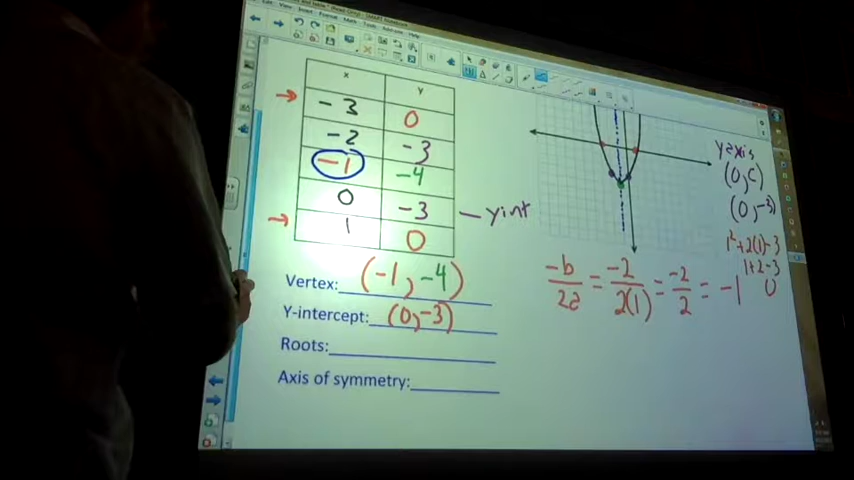 x y
-3 0
-2 -3
-1 -4
0 -3 — yint
1 0
Vertex: (-1, -4)
Y-intercept: (0, -3)
Roots:
Axis of symmetry:
y axis
(0, C)
(0, -3)
1² + 2(1) - 3
1 + 2 - 3
0
-b/2a = -2/2(1) = -2/2 = -1